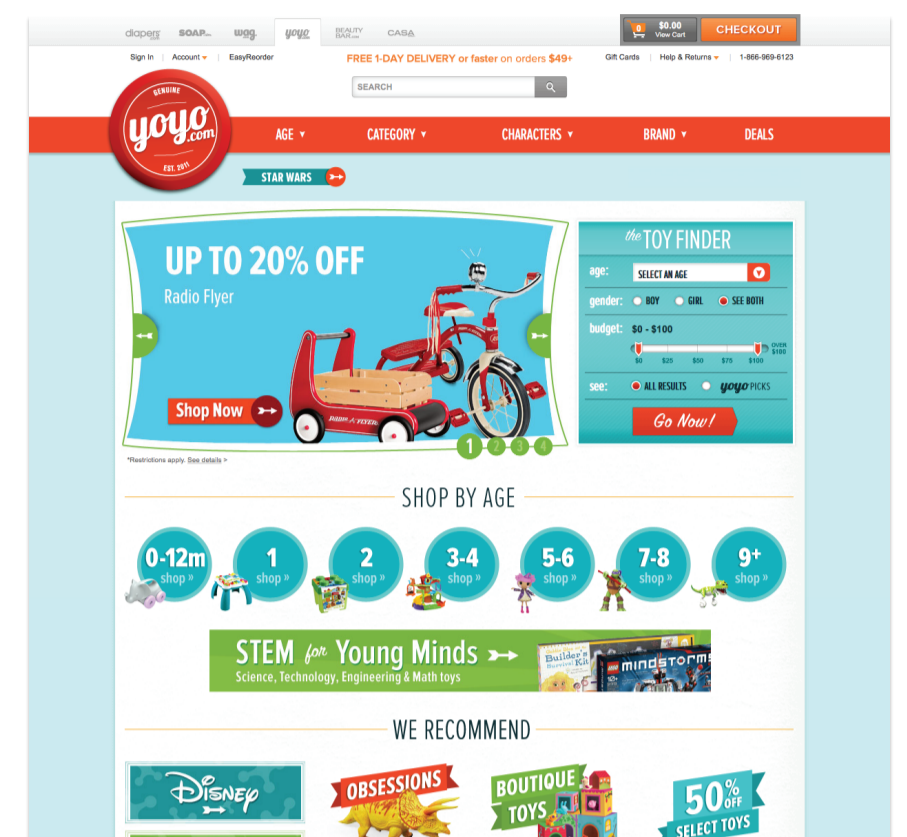 diapers.com SOAP.com wag. yoyo BEAUTY BAR.com CASA
0 $0.00 View Cart CHECKOUT
Sign In Account EasyReorder
FREE 1-DAY DELIVERY or faster on orders $49+
Gift Cards Help & Returns 1-866-969-6123
SEARCH
GENUINE
yoyo.com
EST. 2011
AGE CATEGORY CHARACTERS BRAND DEALS
STAR WARS
UP TO 20% OFF
Radio Flyer
Shop Now
RADIO FLYER
1 2 3 4
*Restrictions apply. See details >
the TOY FINDER
age: SELECT AN AGE
gender: BOY GIRL SEE BOTH
budget: $0 - $100
OVER $100
$0 $25 $50 $75 $100
see: ALL RESULTS yoyo PICKS
Go Now!
SHOP BY AGE
0-12m 1 2 3-4 5-6 7-8 9+
shop » shop » shop » shop » shop » shop » shop »
STEM for Young Minds
Science, Technology, Engineering & Math toys
Builder's
Survival Kit
LEGO MINDSTORMS
WE RECOMMEND
Disney
OBSESSIONS
BOUTIQUE
TOYS
50% OFF
SELECT TOYS